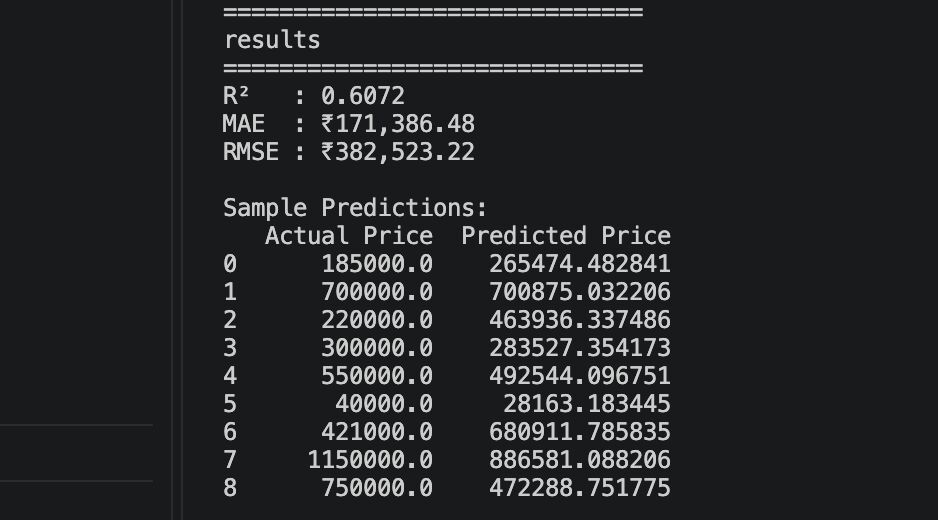 ==============================
results
==============================
R²   : 0.6072
MAE  : ₹171,386.48
RMSE : ₹382,523.22
Sample Predictions:
   Actual Price  Predicted Price
0      185000.0    265474.482841
1      700000.0    700875.032206
2      220000.0    463936.337486
3      300000.0    283527.354173
4      550000.0    492544.096751
5       40000.0     28163.183445
6      421000.0    680911.785835
7     1150000.0    886581.088206
8      750000.0    472288.751775